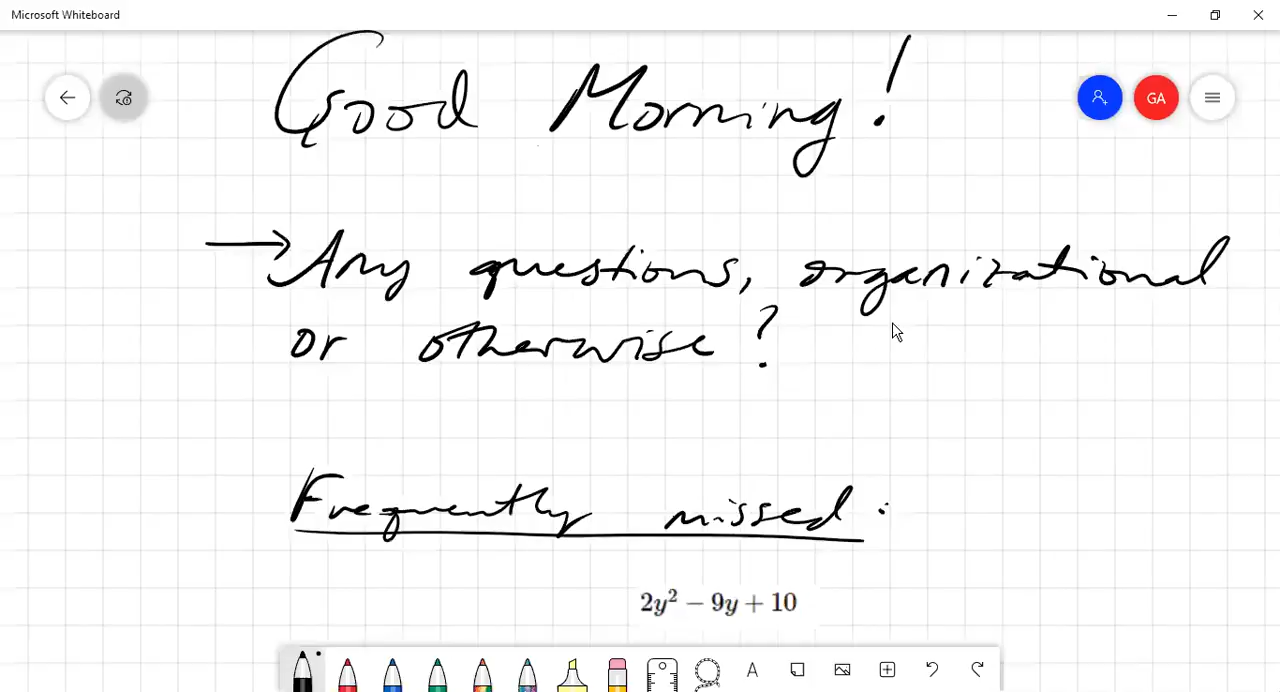 Microsoft Whiteboard
Good Morning!
GA
→ Any questions, organizational
or otherwise?
Frequently missed:
2y² − 9y + 10
A